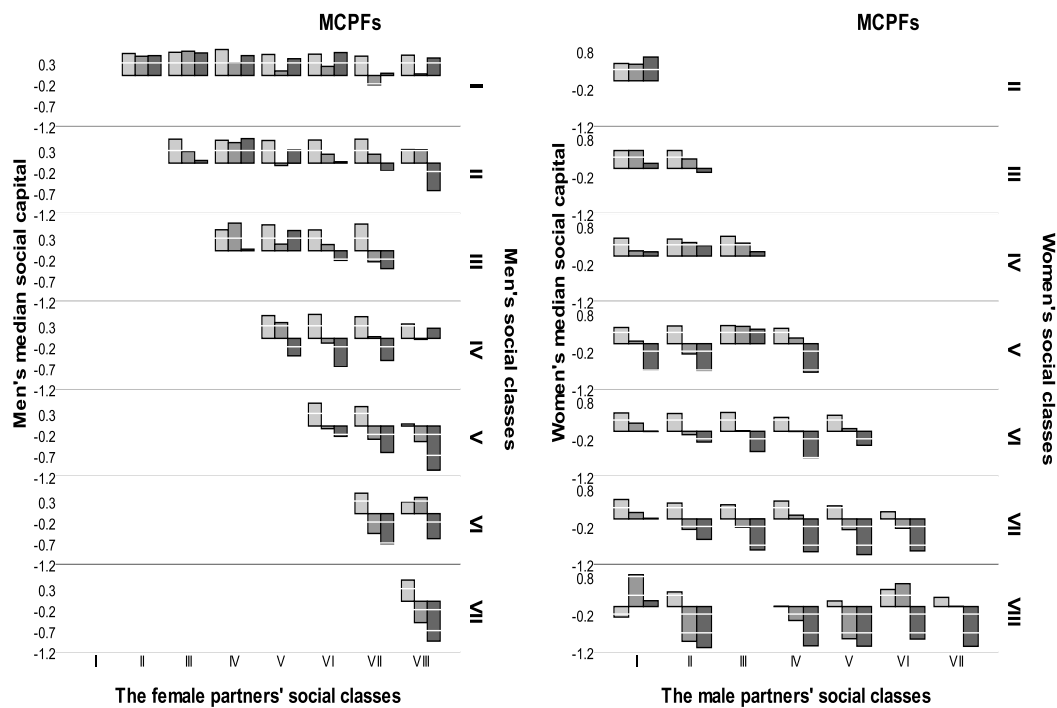 MCPFs
Men's median social capital
0.3
-0.2
-0.7
-1.2
0.3
-0.2
-0.7
-1.2
0.3
-0.2
-0.7
-1.2
0.3
-0.2
-0.7
-1.2
0.3
-0.2
-0.7
-1.2
0.3
-0.2
-0.7
-1.2
0.3
-0.2
-0.7
-1.2
I
II
III
IV
V
VI
VII
Men's social classes
I II III IV V VI VII VIII
The female partners' social classes
MCPFs
Women's median social capital
0.8
-0.2
-1.2
0.8
-0.2
-1.2
0.8
-0.2
-1.2
0.8
-0.2
-1.2
0.8
-0.2
-1.2
0.8
-0.2
-1.2
0.8
-0.2
-1.2
II
III
IV
V
VI
VII
VIII
Women's social classes
I II III IV V VI VII
The male partners' social classes